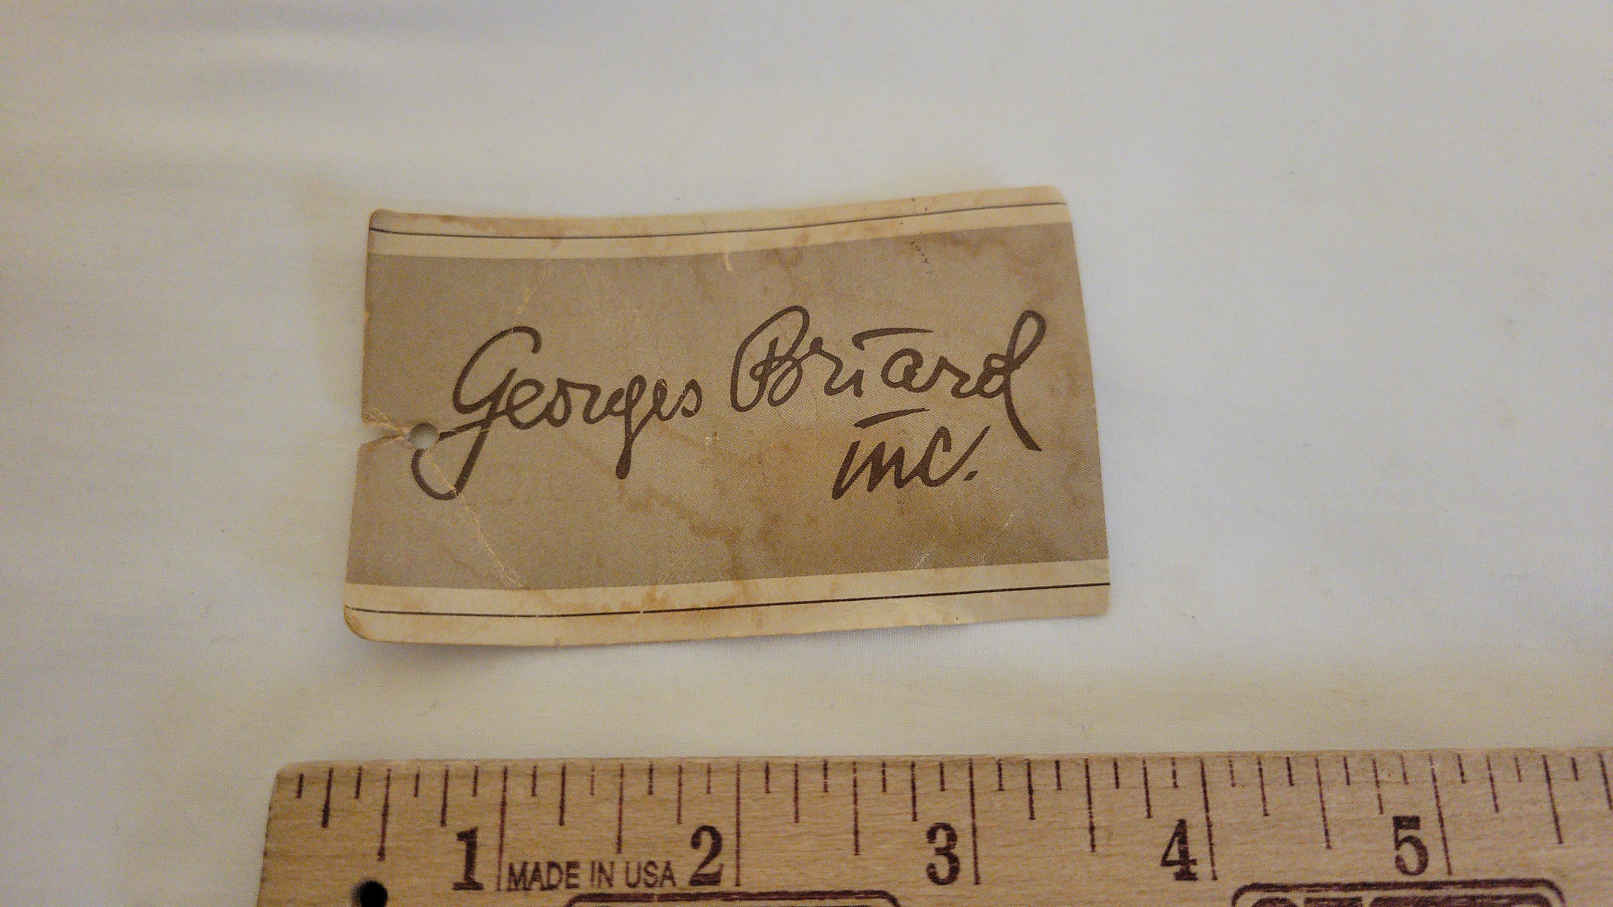 Georges Briard
inc.
1 2 3 4 5
MADE IN USA